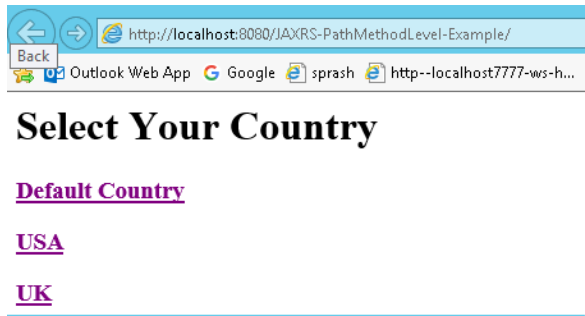 http://localhost:8080/JAXRS-PathMethodLevel-Example/
Back
Outlook Web App Google sprash http--localhost7777-ws-h...
Select Your Country
Default Country
USA
UK